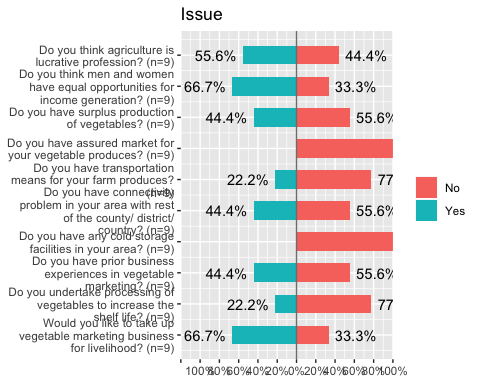 Issue
Do you think agriculture is
lucrative profession? (n=9)
55.6%
44.4%
Do you think men and women
have equal opportunities for
income generation? (n=9)
66.7%
33.3%
Do you have surplus production
of vegetables? (n=9)
44.4%
55.6%
Do you have assured market for
your vegetable produces? (n=9)
Do you have transportation
means for your farm produces?
(n=9)
22.2%
77
Do you have connectivity
problem in your area with rest
of the county/ district/
country? (n=9)
44.4%
55.6%
Do you have any cold storage
facilities in your area? (n=9)
Do you have prior business
experiences in vegetable
marketing? (n=9)
44.4%
55.6%
Do you undertake processing of
vegetables to increase the
shelf life? (n=9)
22.2%
77
Would you like to take up
vegetable marketing business
for livelihood? (n=9)
66.7%
33.3%
No
Yes
100% 80% 60% 40% 20% 0% 20% 40% 60% 80% 100%